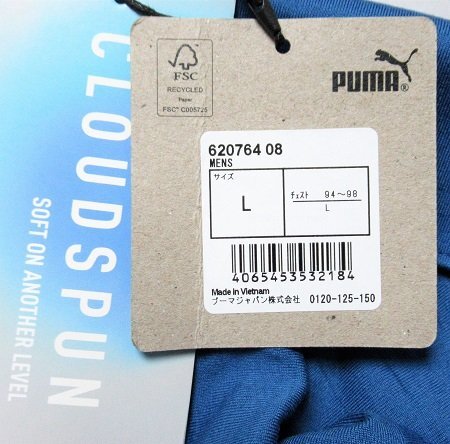 CLOUDSPUN
SOFT ON ANOTHER LEVEL
FSC
RECYCLED
Paper
FSC® C005725
PUMA®
620764 08
MENS
サイズ
L
チェスト 94～98
L
4065453532184
Made in Vietnam
プーマジャパン株式会社 0120-125-150